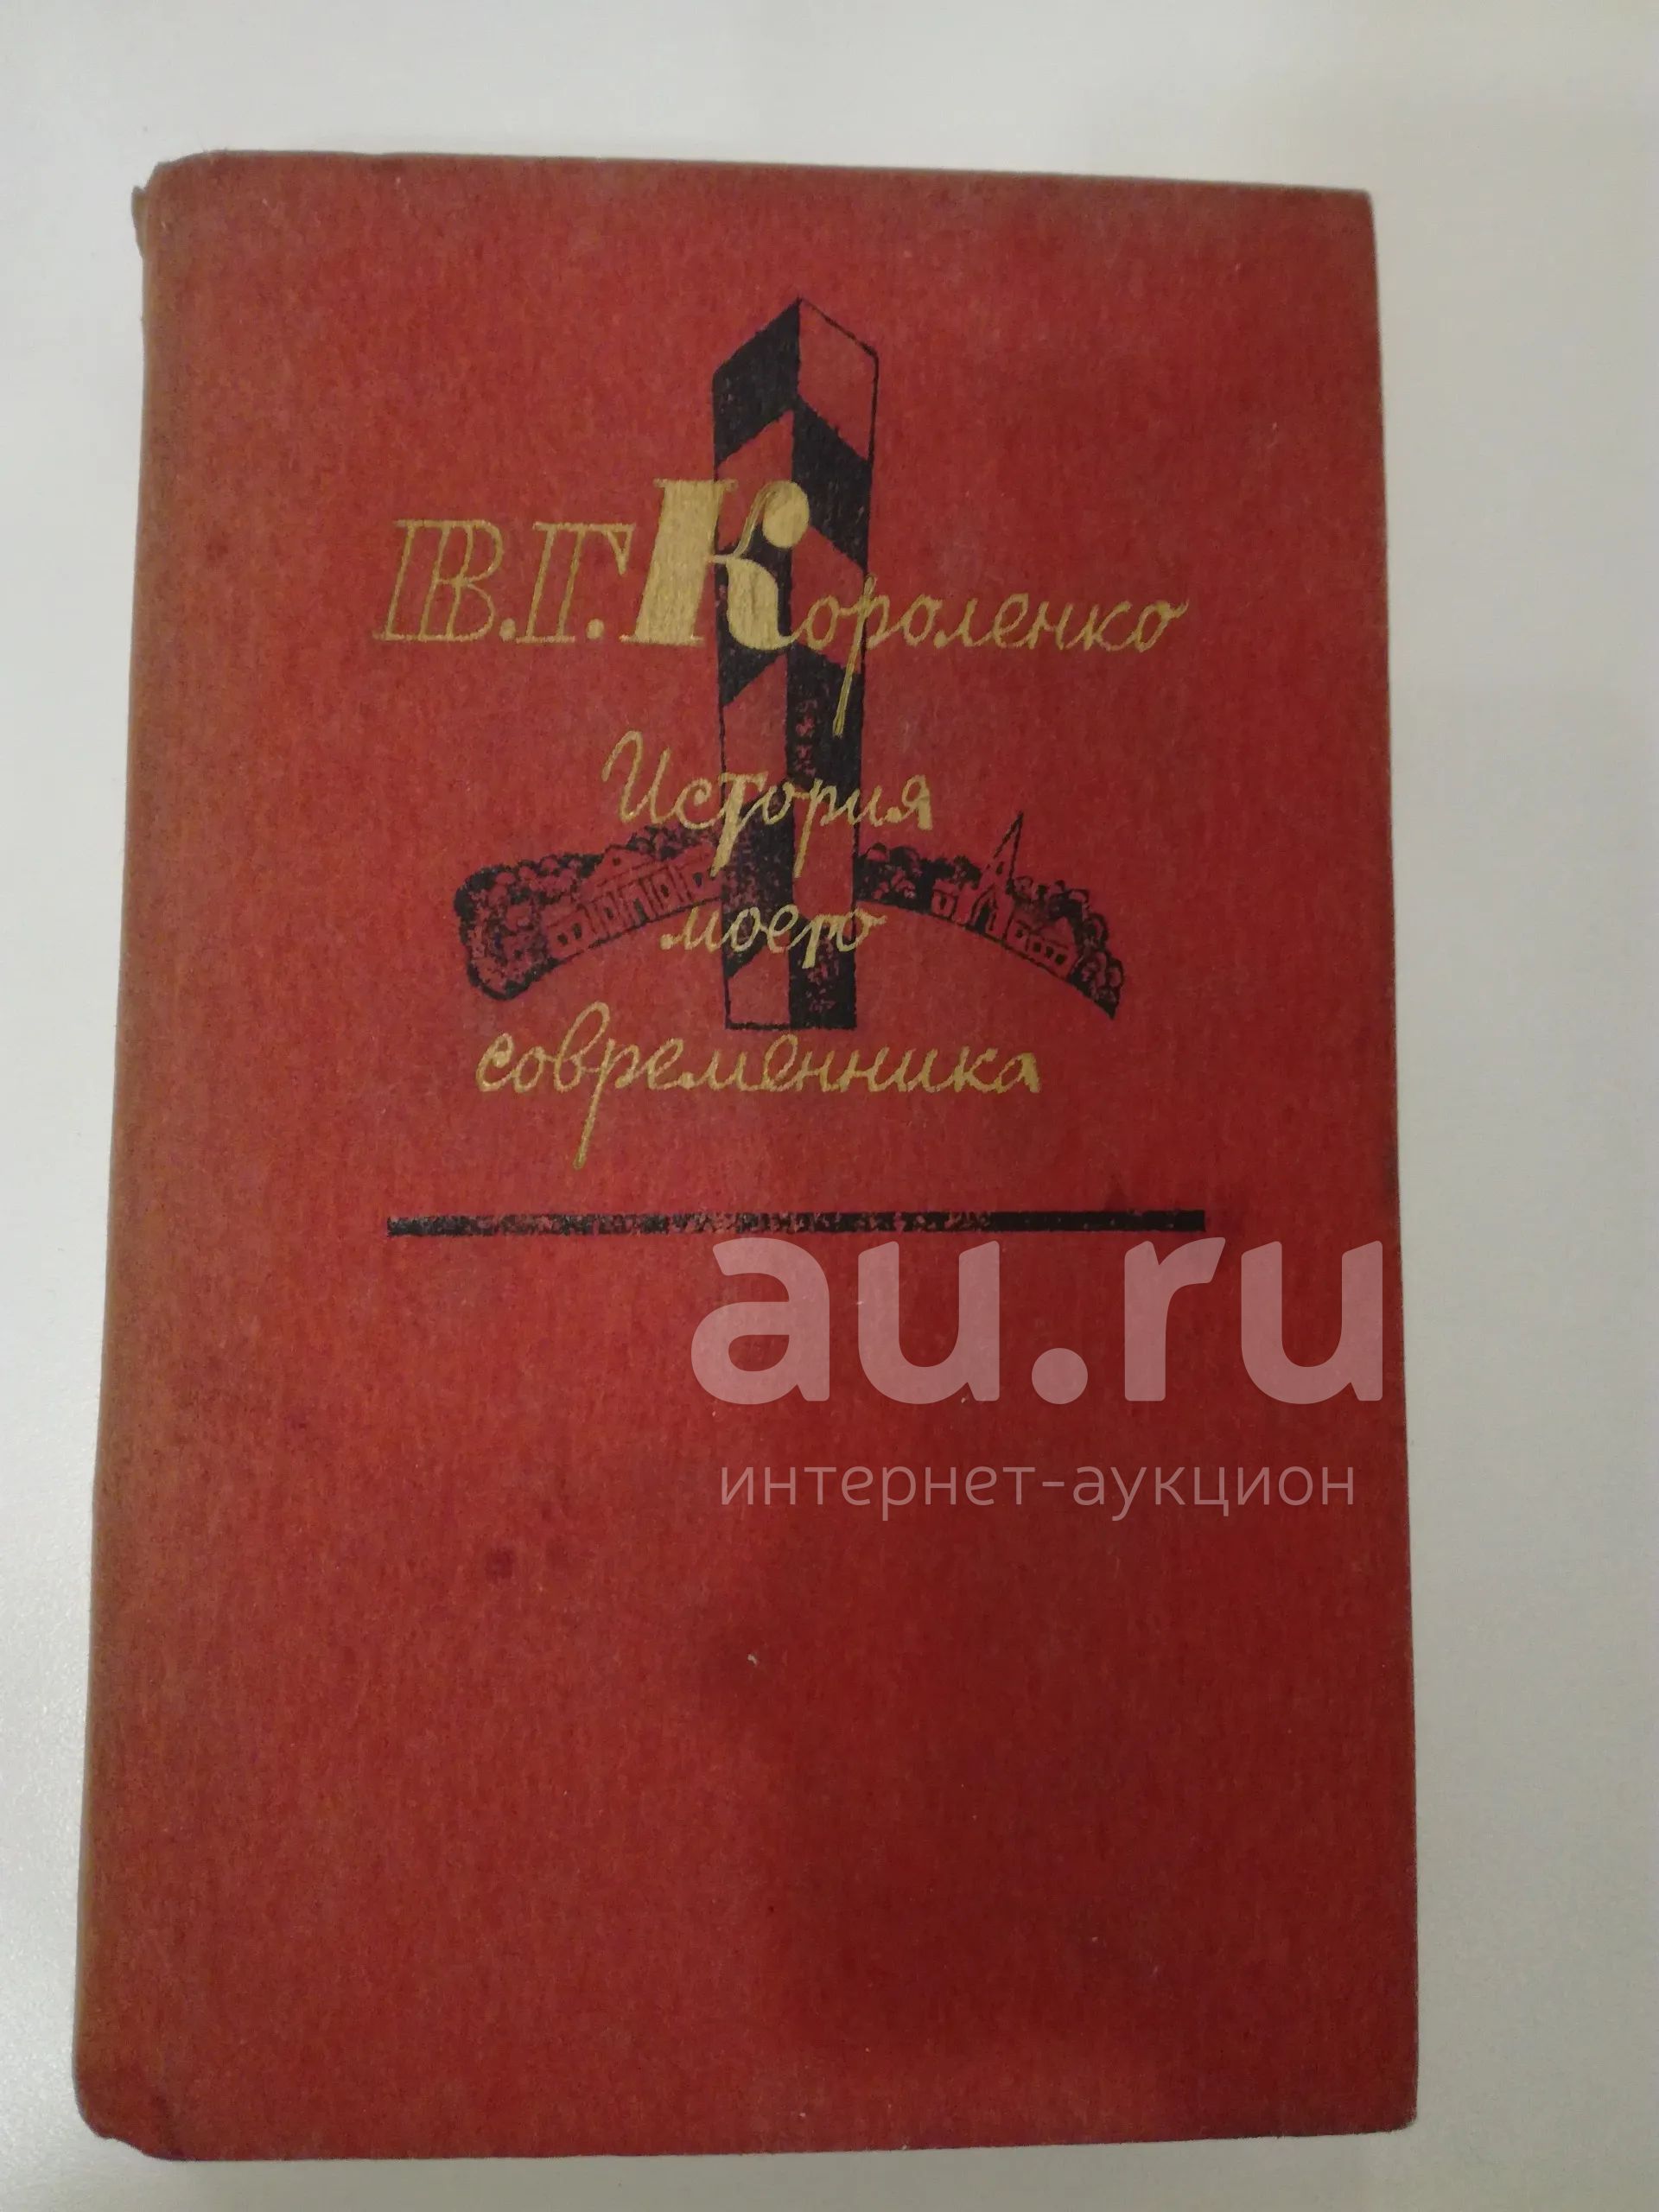 В.Г. Короленко
История
моего
современника
au.ru
интернет-аукцион